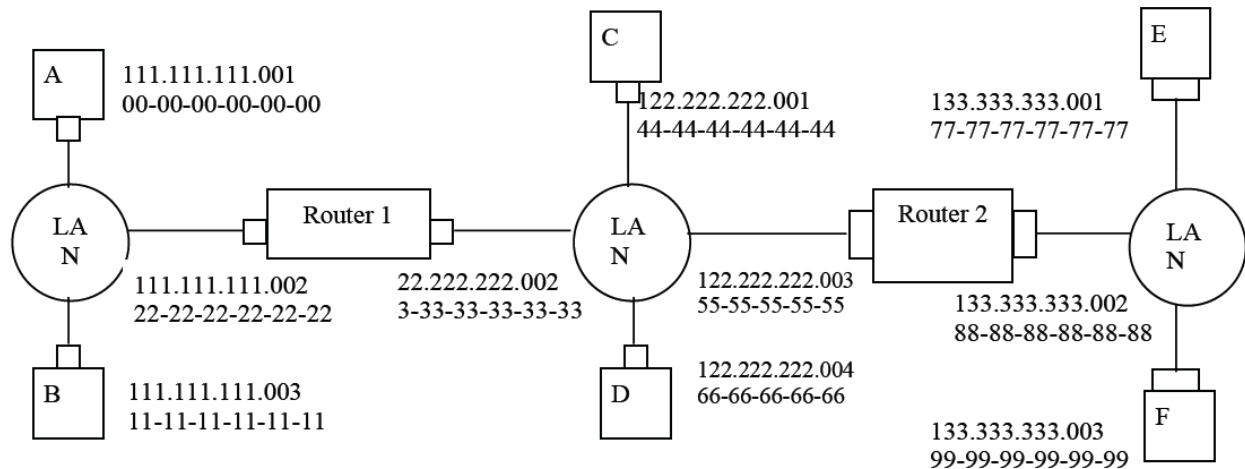 A
111.111.111.001
00-00-00-00-00-00
C
122.222.222.001
44-44-44-44-44-44
E
133.333.333.001
77-77-77-77-77-77
LA
N
Router 1
LA
N
Router 2
LA
N
111.111.111.002
22-22-22-22-22-22
22.222.222.002
3-33-33-33-33-33
122.222.222.003
55-55-55-55-55
133.333.333.002
88-88-88-88-88-88
B
111.111.111.003
11-11-11-11-11-11
D
122.222.222.004
66-66-66-66-66
F
133.333.333.003
99-99-99-99-99-99